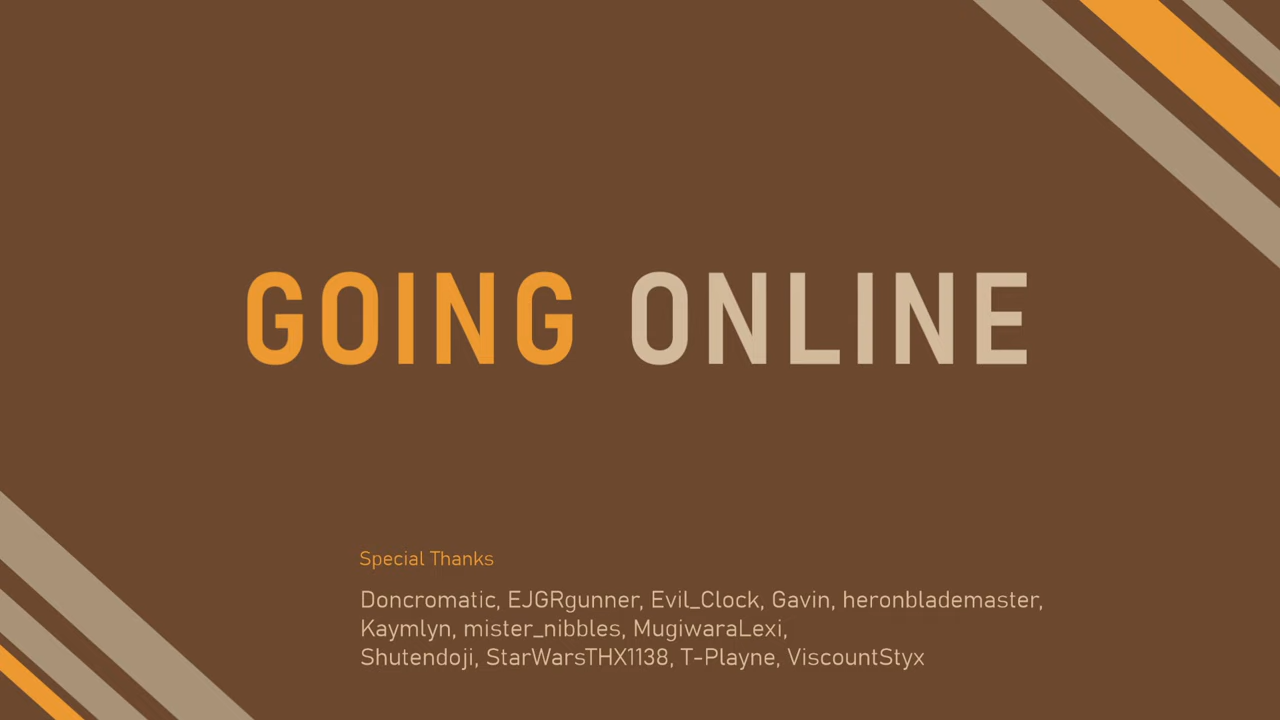 GOING ONLINE
Special Thanks
Doncromatic, EJGRgunner, Evil_Clock, Gavin, heronblademaster,
Kaymlyn, mister_nibbles, MugiwaraLexi,
Shutendoji, StarWarsTHX1138, T-Playne, ViscountStyx